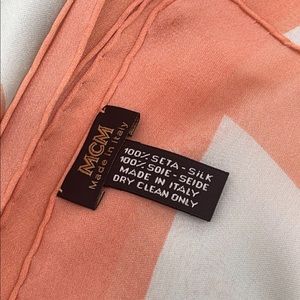 MCM
Made in Italy
100% SETA - SILK
100% SOIE - SEIDE
MADE IN ITALY
DRY CLEAN ONLY